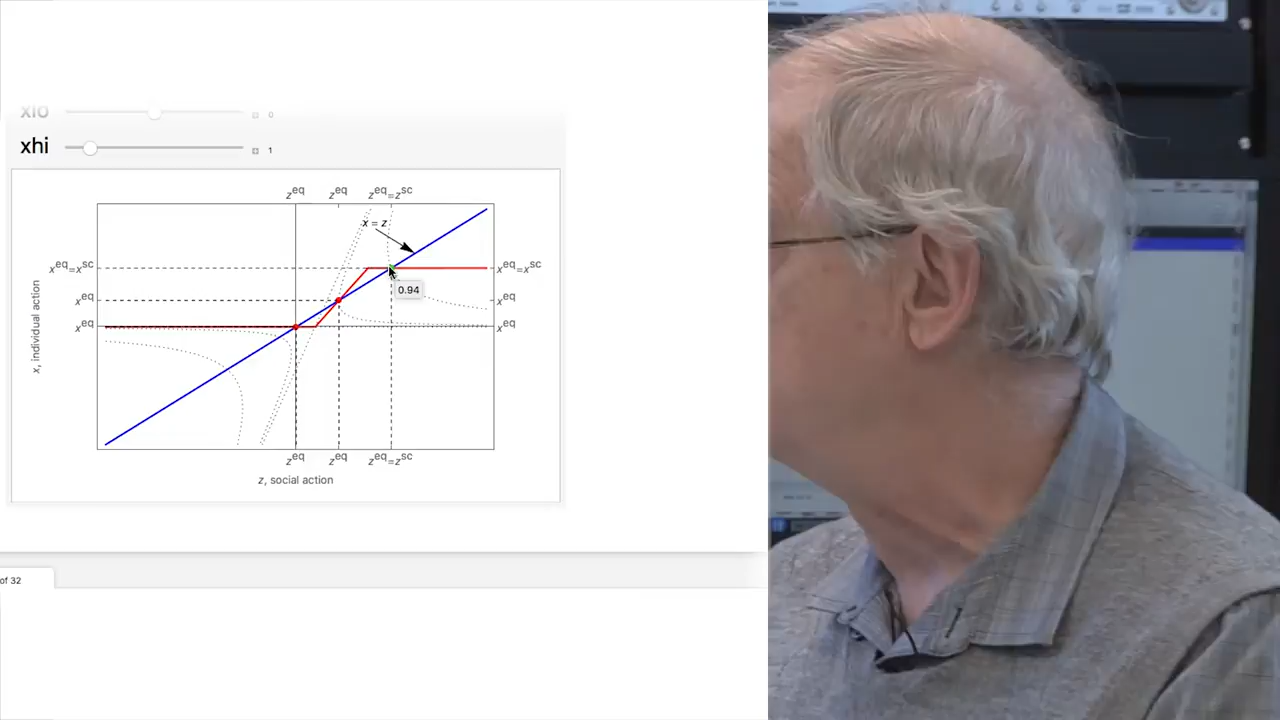 xlo 0
xhi 1
z^eq z^eq z^eq=z^sc
x = z
x^eq=x^sc x^eq=x^sc
0.94
x^eq x^eq
x^eq x^eq
x, individual action
z^eq z^eq z^eq=z^sc
z, social action
of 32